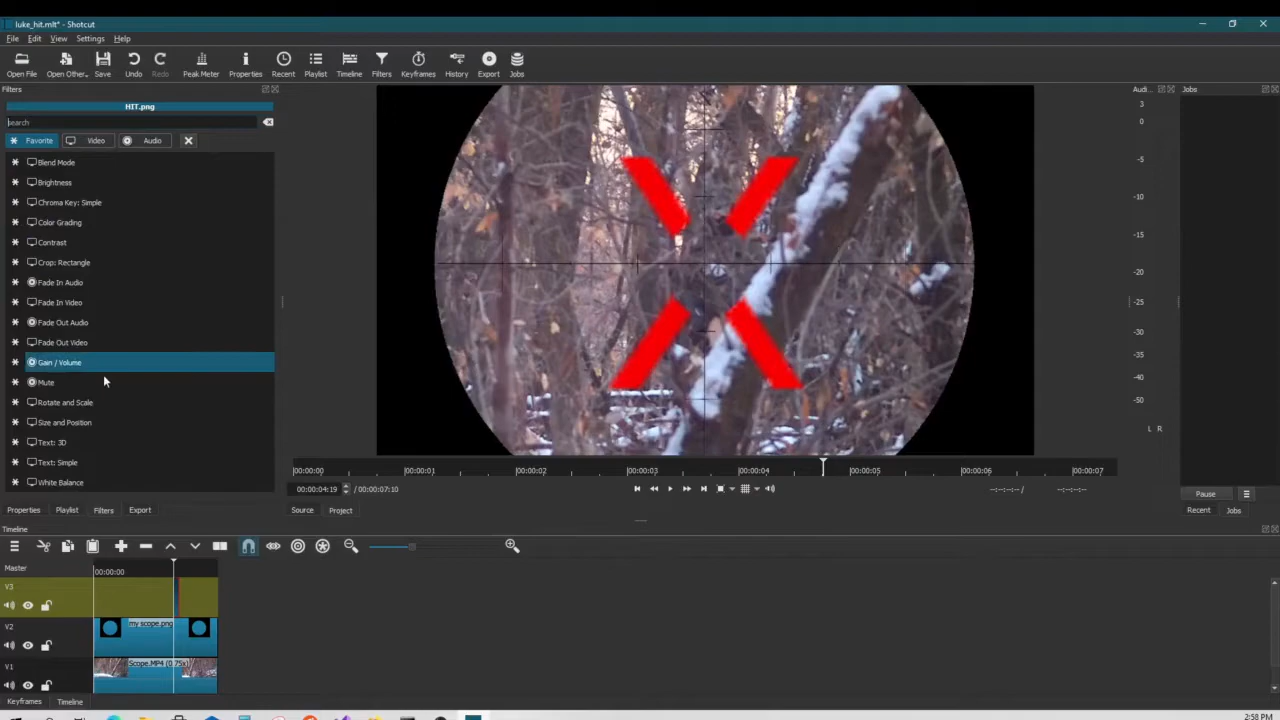 luke_hit.mlt* - Shotcut
File Edit View Settings Help
Open File Open Other.. Save Undo Redo Peak Meter Properties Recent Playlist Timeline Filters Keyframes History Export Jobs
Filters
Audi...
Jobs
HIT.png
search
Favorite Video Audio
Blend Mode
Brightness
Chroma Key: Simple
Color Grading
Contrast
Crop: Rectangle
Fade In Audio
Fade In Video
Fade Out Audio
Fade Out Video
Gain / Volume
Mute
Rotate and Scale
Size and Position
Text: 3D
Text: Simple
White Balance
3
0
-5
-10
-15
-20
-25
-30
-35
-40
-50
L R
00:00:00 00:00:01 00:00:02 00:00:03 00:00:04 00:00:05 00:00:06 00:00:07
00:00:04:19 / 00:00:07:10
--:--:--:-- /
--:--:--:--
Pause
Properties Playlist Filters Export
Source Project
Recent Jobs
Timeline
Master
00:00:00
V3
V2
my scope.png
V1
Scope.MP4 (0.75x)
Keyframes Timeline
2:58 PM